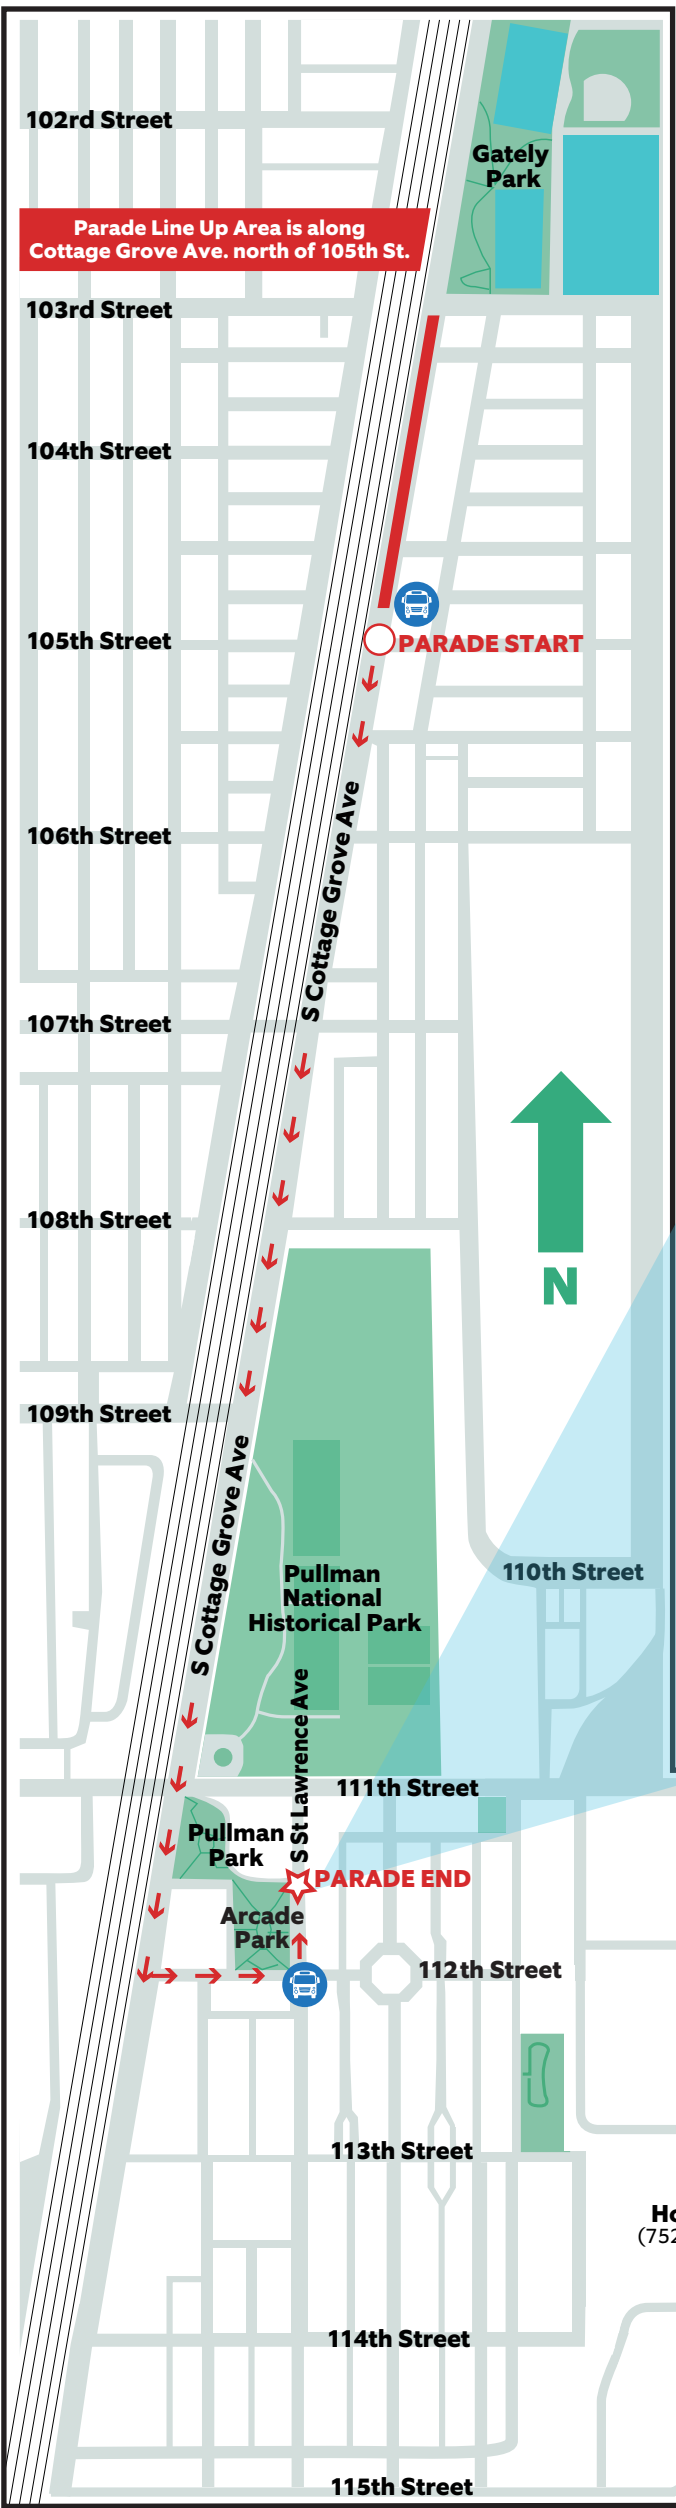 102rd Street
Gately
Park
Parade Line Up Area is along
Cottage Grove Ave. north of 105th St.
103rd Street
104th Street
105th Street
PARADE START
S Cottage Grove Ave
106th Street
107th Street
N
108th Street
109th Street
S Cottage Grove Ave
110th Street
Pullman
National
Historical Park
S St Lawrence Ave
111th Street
Pullman
Park
PARADE END
Arcade
Park
112th Street
113th Street
(752
114th Street
115th Street